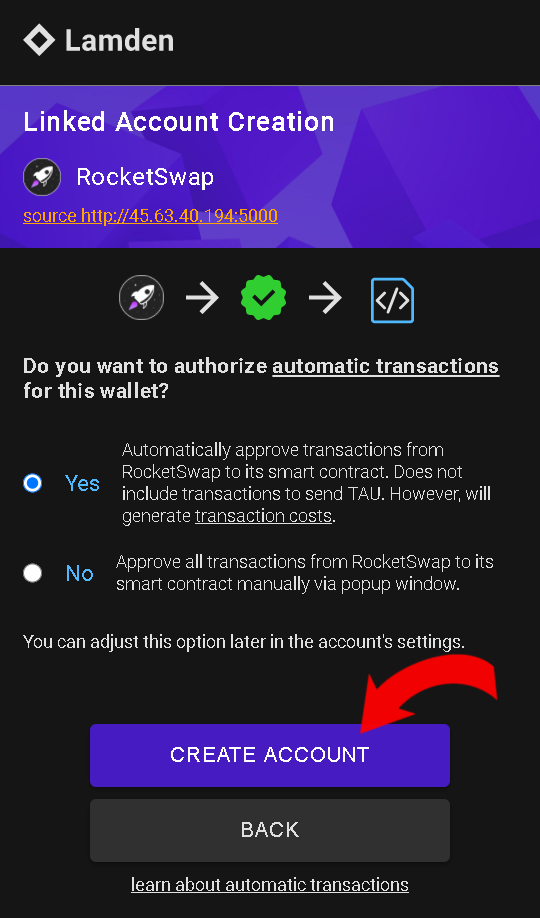 Lamden
Linked Account Creation
RocketSwap
source http://45.63.40.194:5000
</>
Do you want to authorize automatic transactions
for this wallet?
Yes
Automatically approve transactions from
RocketSwap to its smart contract. Does not
include transactions to send TAU. However, will
generate transaction costs.
No
Approve all transactions from RocketSwap to its
smart contract manually via popup window.
You can adjust this option later in the account's settings.
CREATE ACCOUNT
BACK
learn about automatic transactions